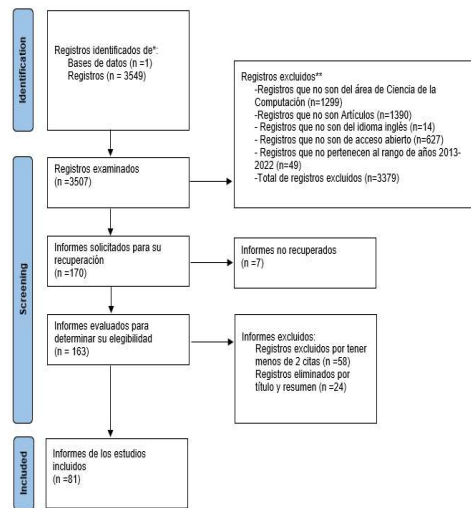 Identification
Registros identificados de*:
Bases de datos (n =1)
Registros (n = 3549)
Registros excluidos**
-Registros que no son del área de Ciencia de la
Computación (n=1299)
-Registros que no son Artículos (n=1390)
- Registros que no son del idioma inglés (n=14)
- Registros que no son de acceso abierto (n=627)
- Registros que no pertenecen al rango de años 2013-
2022 (n=49)
-Total de registros excluidos (n=3379)
Screening
Registros examinados
(n =3507)
Informes solicitados para su
recuperación
(n =170)
Informes no recuperados
(n =7)
Informes evaluados para
determinar su elegibilidad
(n = 163)
Informes excluidos:
Registros excluidos por tener
menos de 2 citas (n =58)
Registros eliminados por
título y resumen (n =24)
Included
Informes de los estudios
incluidos
(n =81)